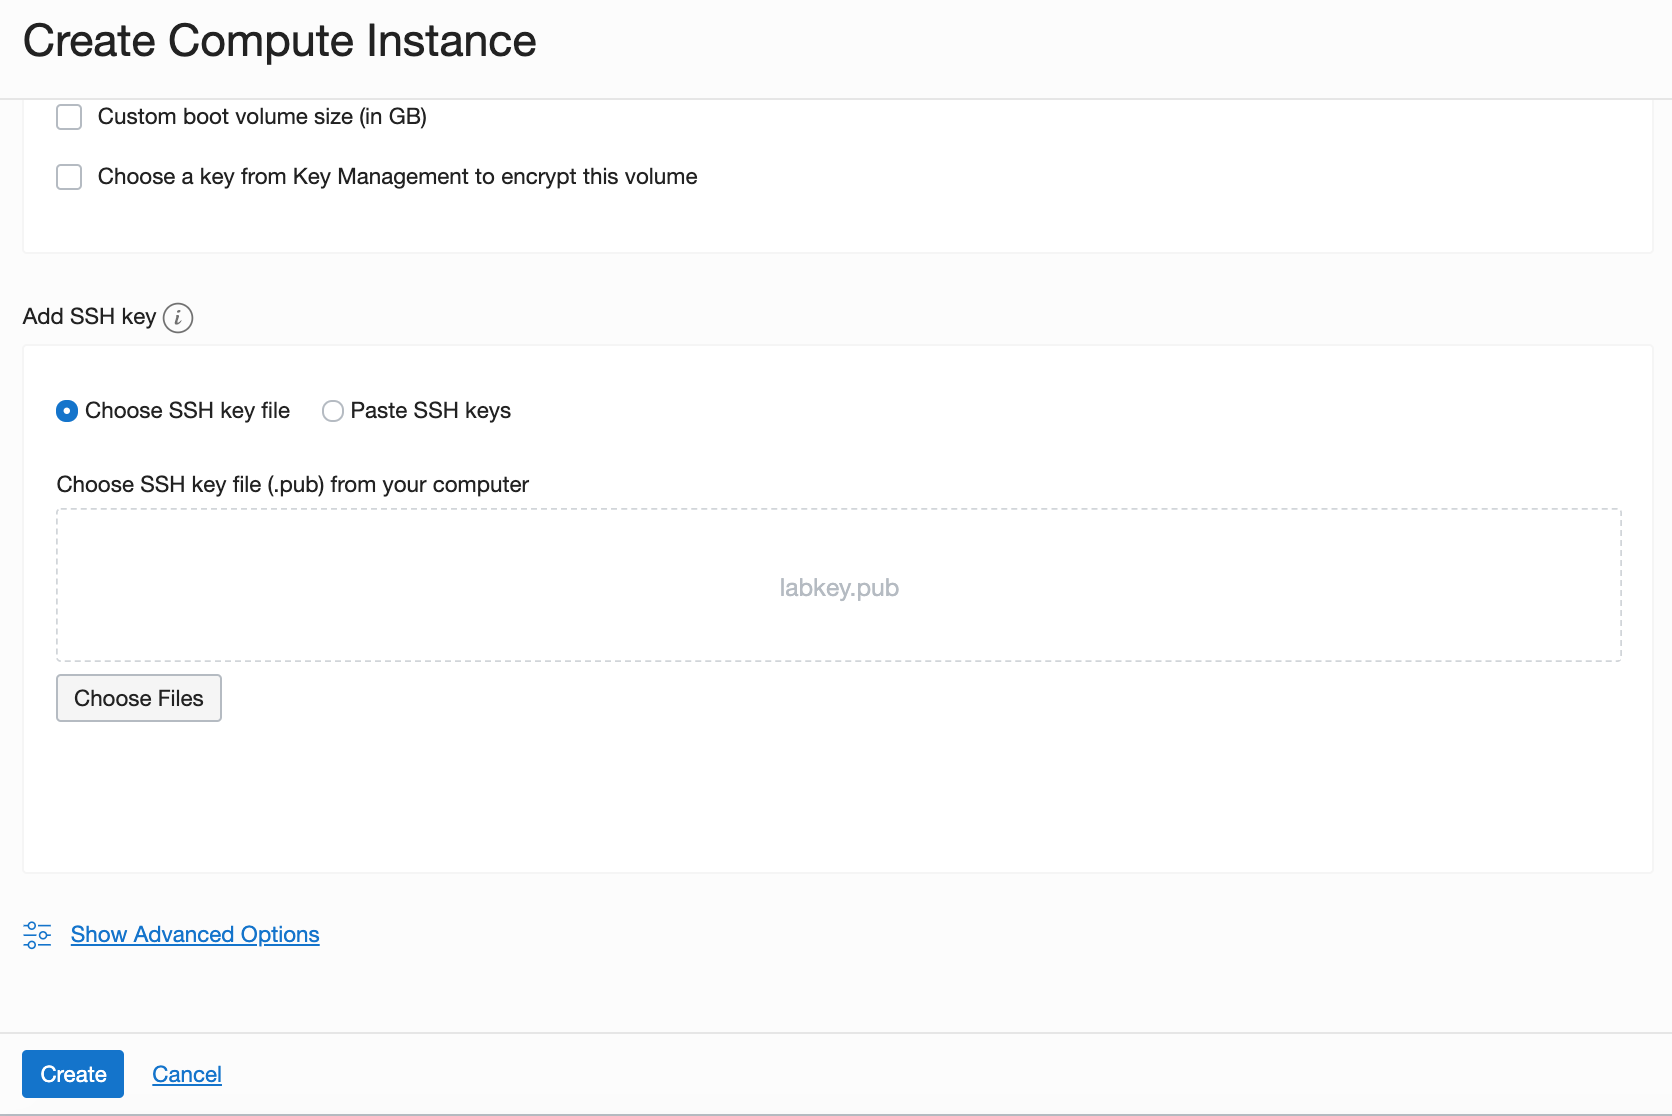 Create Compute Instance
Custom boot volume size (in GB)
Choose a key from Key Management to encrypt this volume
Add SSH key i
Choose SSH key file Paste SSH keys
Choose SSH key file (.pub) from your computer
labkey.pub
Choose Files
Show Advanced Options
Create Cancel